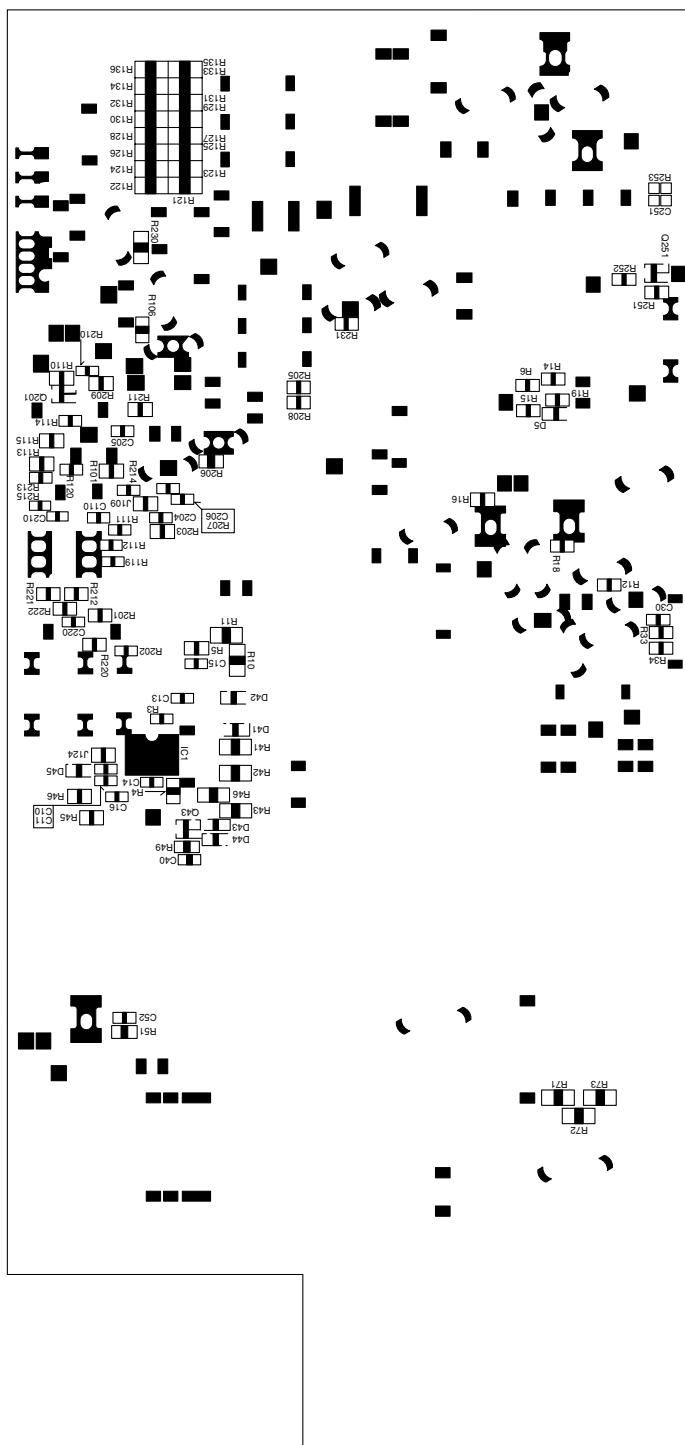 R135
R136
R133
R134
R131
R132
R129
R130
R127
R128
R125
R126
R124
R123
R122
R121
R253
C251
R230
Q251
R252
R251
R106
R231
R210
R110
R209
Q201
R211
R205
R208
R6
R14
R19
R15
D5
R114
C205
R115
R113
R206
R213
R120
R101
R214
R215
C210
C110
J109
C206
R207
C204
R203
R111
R112
R119
R16
R18
R12
R221
R222
R212
C220
R201
R220
R202
C30
R33
R34
R11
R5
C15
R10
C13
D42
R3
D41
R41
IC1
J124
D45
C14
R4
R42
R46
C10
C11
C16
R46
R43
R45
Q43
D43
D44
R49
C40
C52
R51
R71
R73
R72